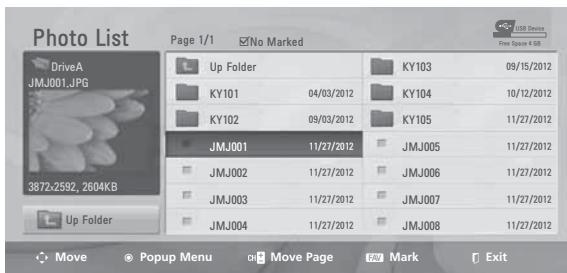 Photo List
Page 1/1 No Marked
USB Device
Free Space 4 GB
DriveA
JMJ001.JPG
3872x2592, 2604KB
Up Folder
Up Folder
KY101 04/03/2012
KY102 09/03/2012
JMJ001 11/27/2012
JMJ002 11/27/2012
JMJ003 11/27/2012
JMJ004 11/27/2012
KY103 09/15/2012
KY104 10/12/2012
KY105 11/27/2012
JMJ005 11/27/2012
JMJ006 11/27/2012
JMJ007 11/27/2012
JMJ008 11/27/2012
Move Popup Menu CH Move Page FAV Mark Exit